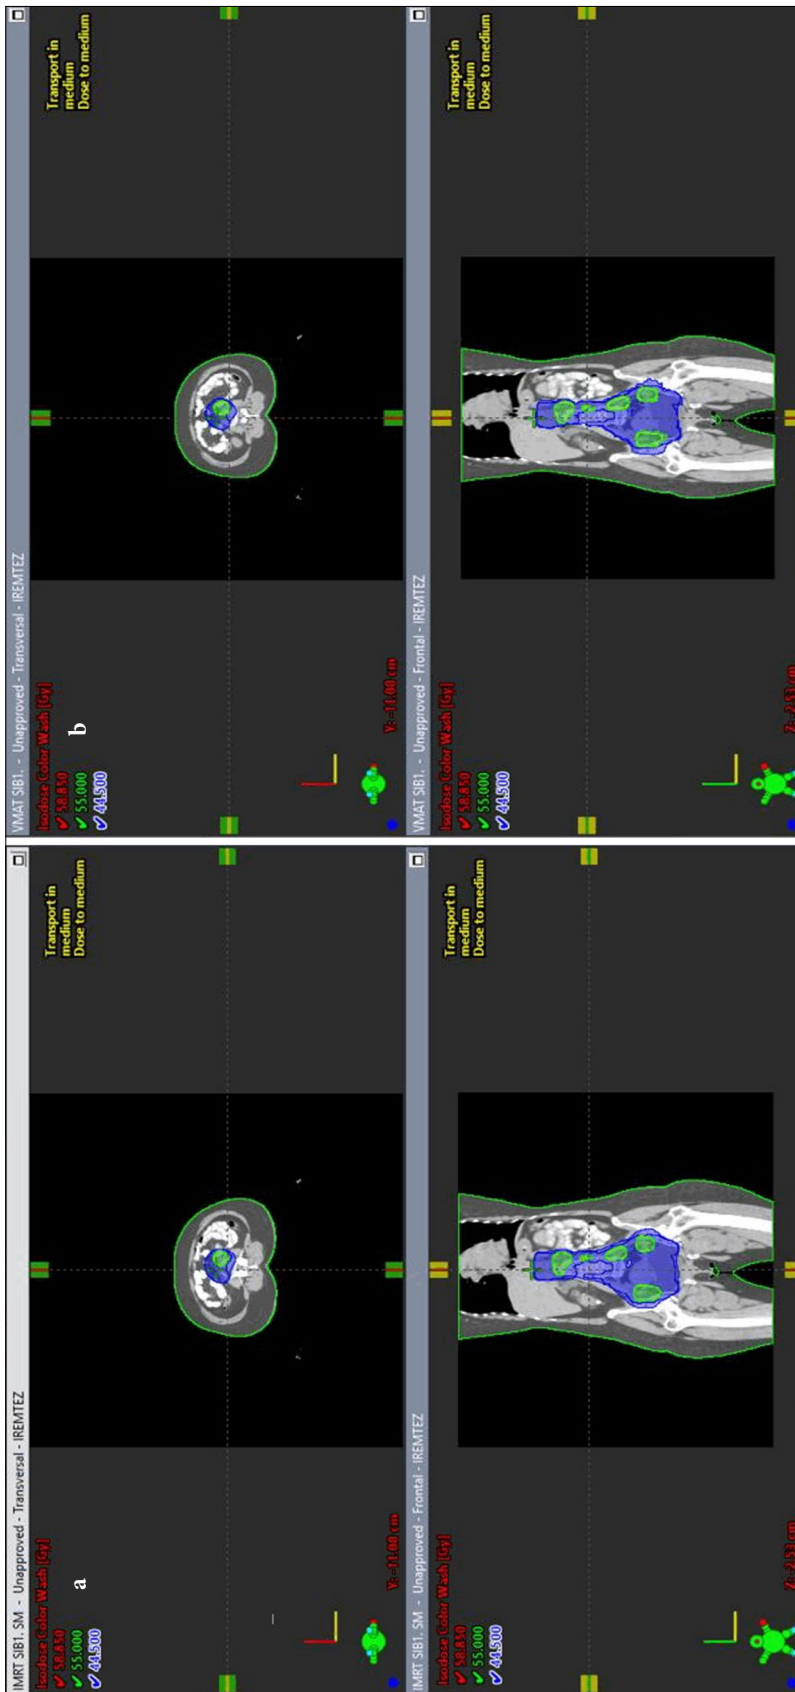 IMRT SIB1. SM - Unapproved - Transversal - IREMTEZ
Isodose Color Wash [Gy]
58.850
55.000
44.500
a
Transport in
medium
Dose to medium
Y: -11.00 cm
IMRT SIB1. SM - Unapproved - Frontal - IREMTEZ
Isodose Color Wash [Gy]
58.850
55.000
44.500
Transport in
medium
Dose to medium
Z: -2.53 cm
VMAT SIB1. - Unapproved - Transversal - IREMTEZ
Isodose Color Wash [Gy]
58.850
55.000
44.500
b
Transport in
medium
Dose to medium
Y: -11.00 cm
VMAT SIB1. - Unapproved - Frontal - IREMTEZ
Isodose Color Wash [Gy]
58.850
55.000
44.500
Transport in
medium
Dose to medium
Z: -2.53 cm